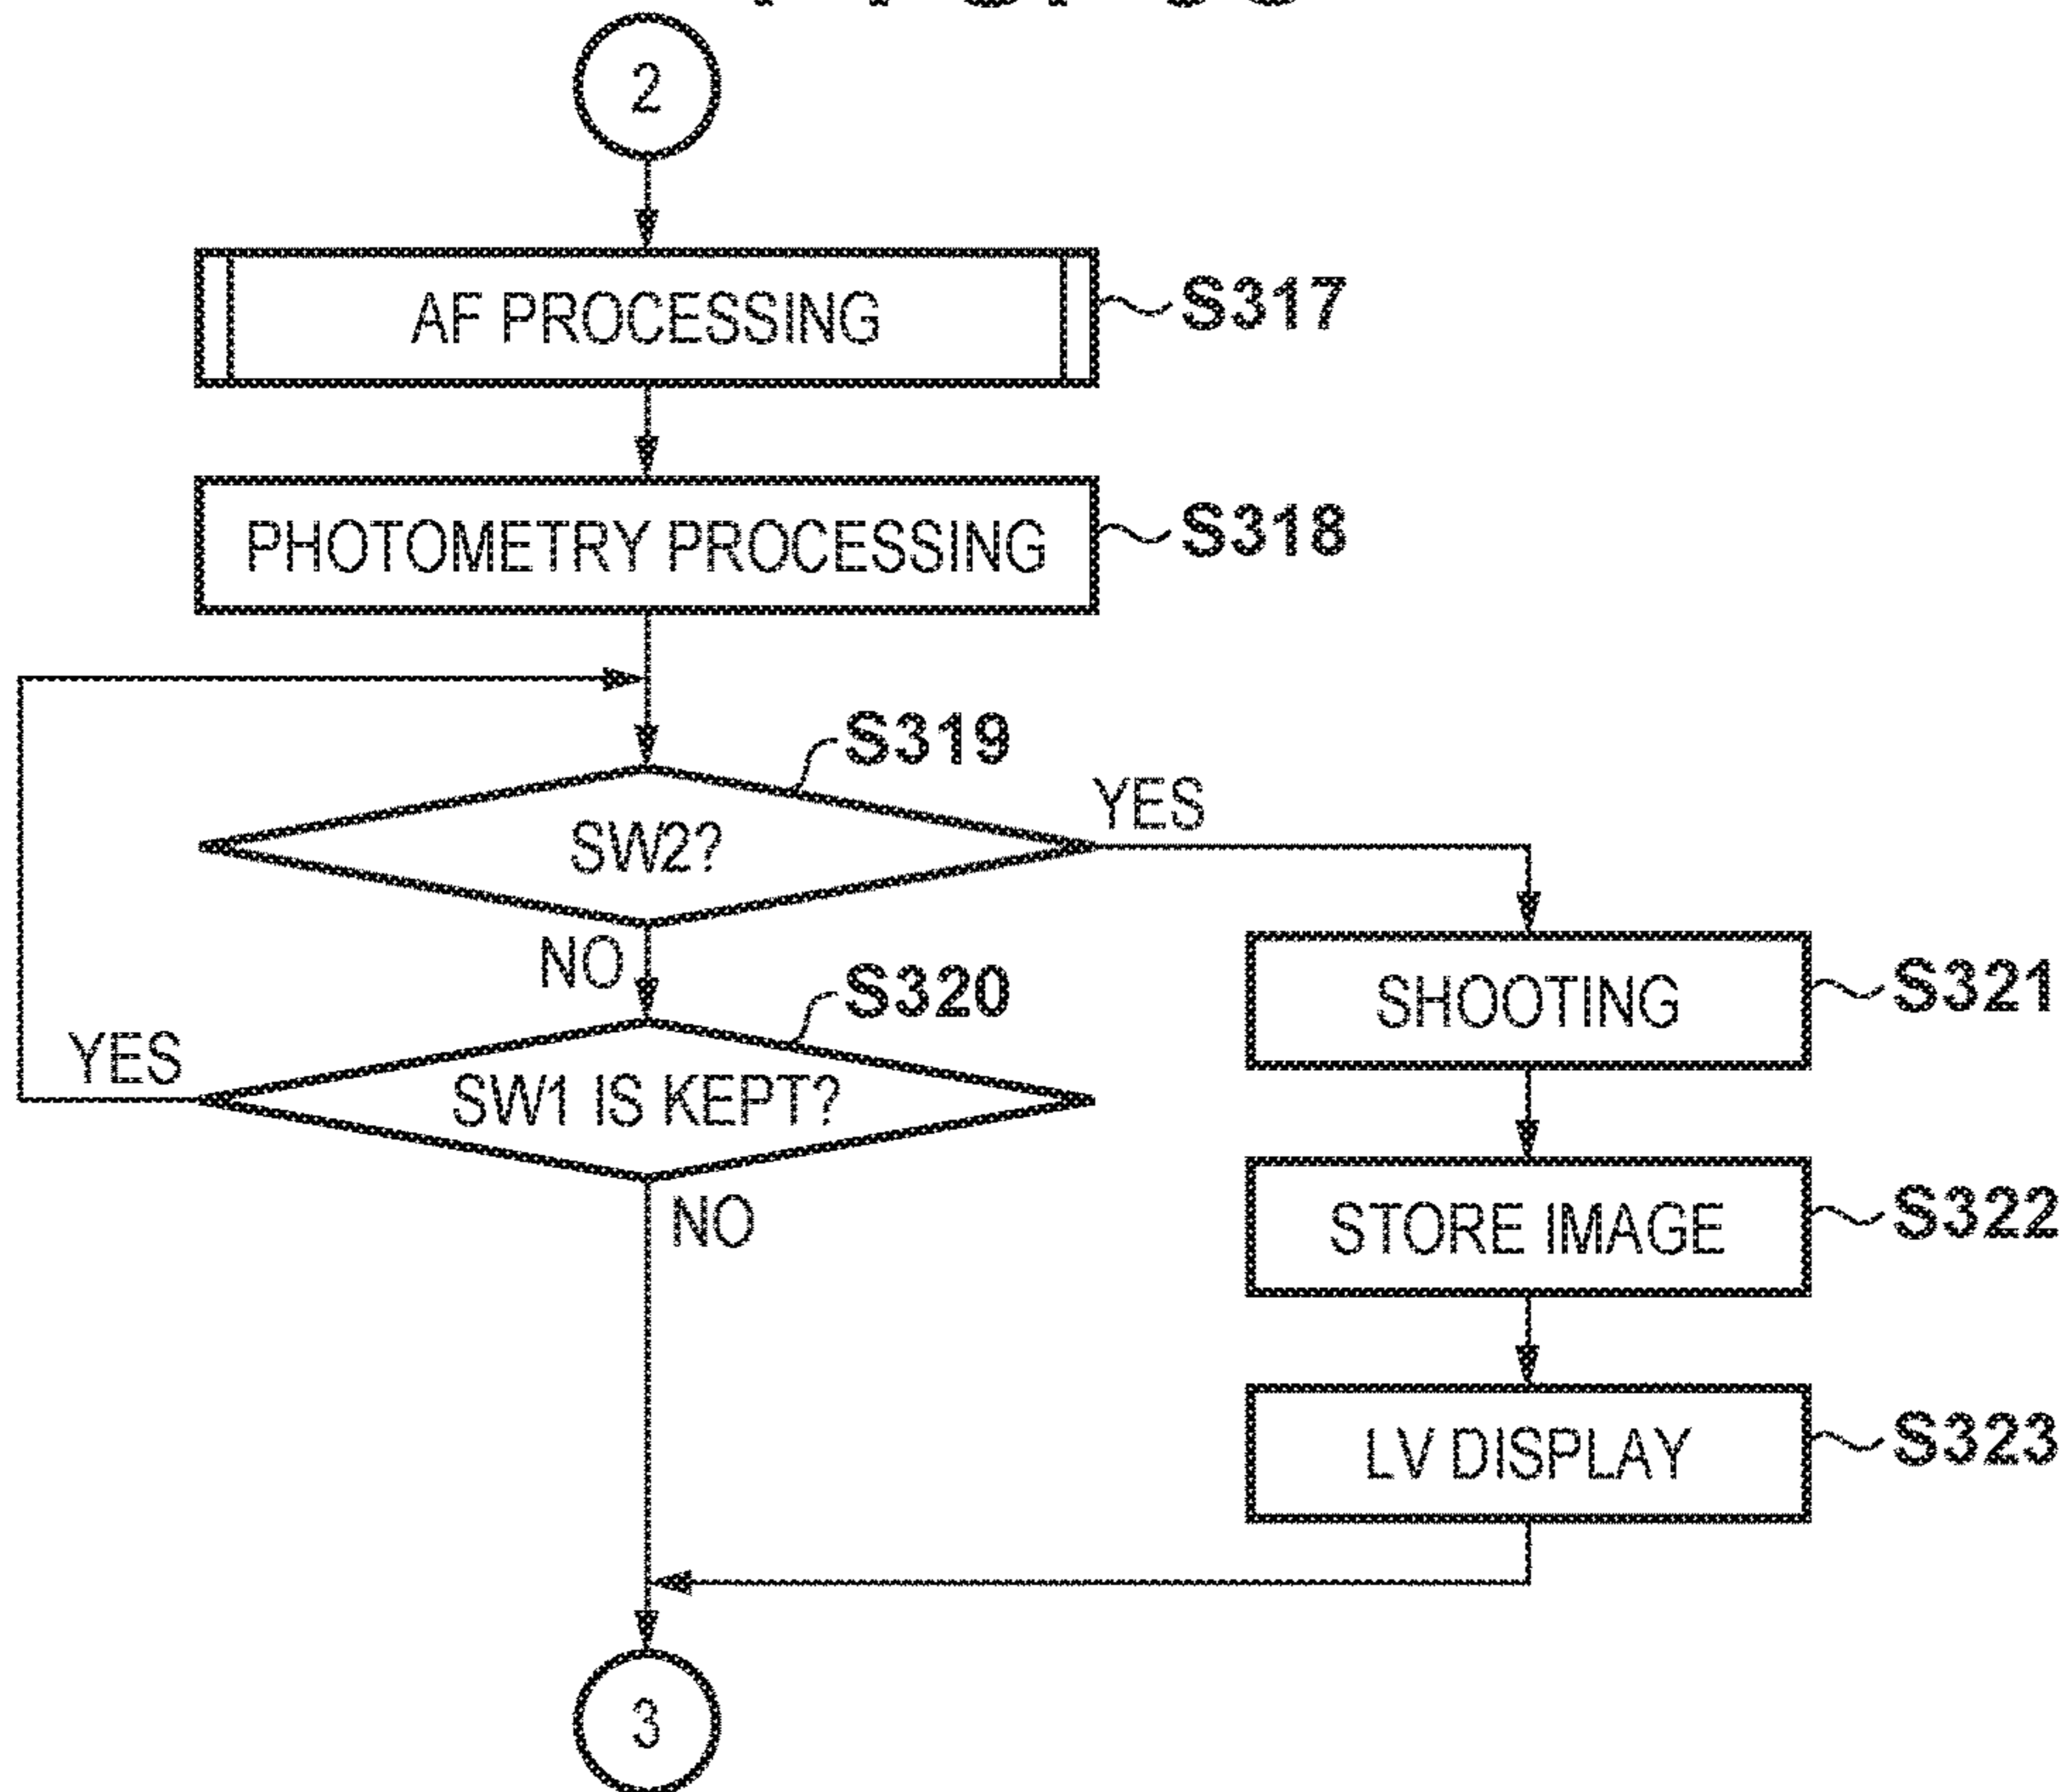 2
AF PROCESSING
S317
PHOTOMETRY PROCESSING
S318
S319
SW2?
YES
NO
S320
SW1 IS KEPT?
YES
NO
SHOOTING
S321
STORE IMAGE
S322
LV DISPLAY
S323
3